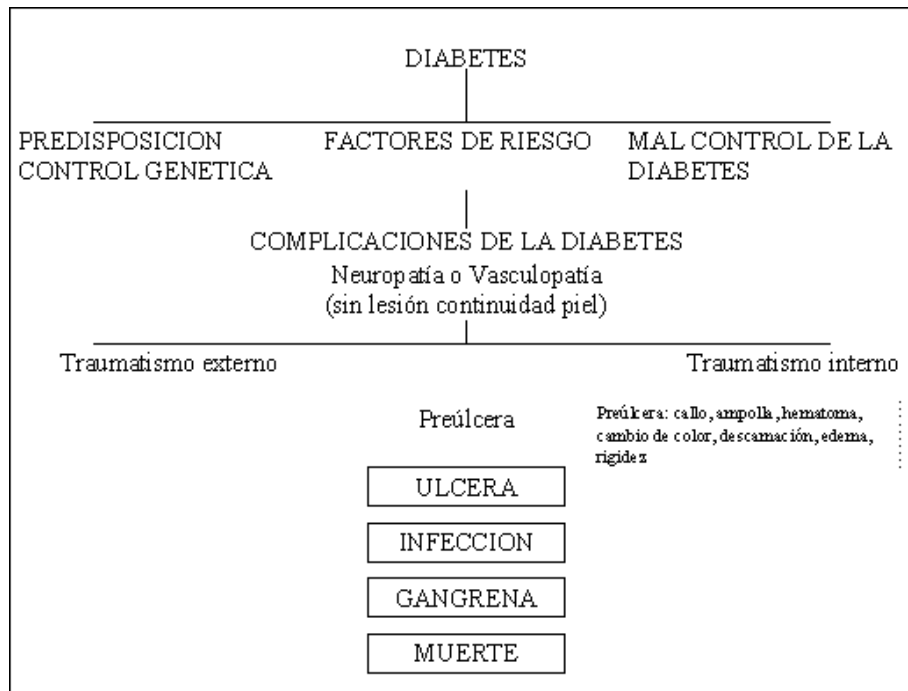 DIABETES
PREDISPOSICION
CONTROL GENETICA
FACTORES DE RIESGO
MAL CONTROL DE LA
DIABETES
COMPLICACIONES DE LA DIABETES
Neuropatía o Vasculopatía
(sin lesión continuidad piel)
Traumatismo externo
Traumatismo interno
Preúlcera
Preúlcera: callo, ampolla, hematoma,
cambio de color, descamación, edema,
rigidez
ULCERA
INFECCION
GANGRENA
MUERTE